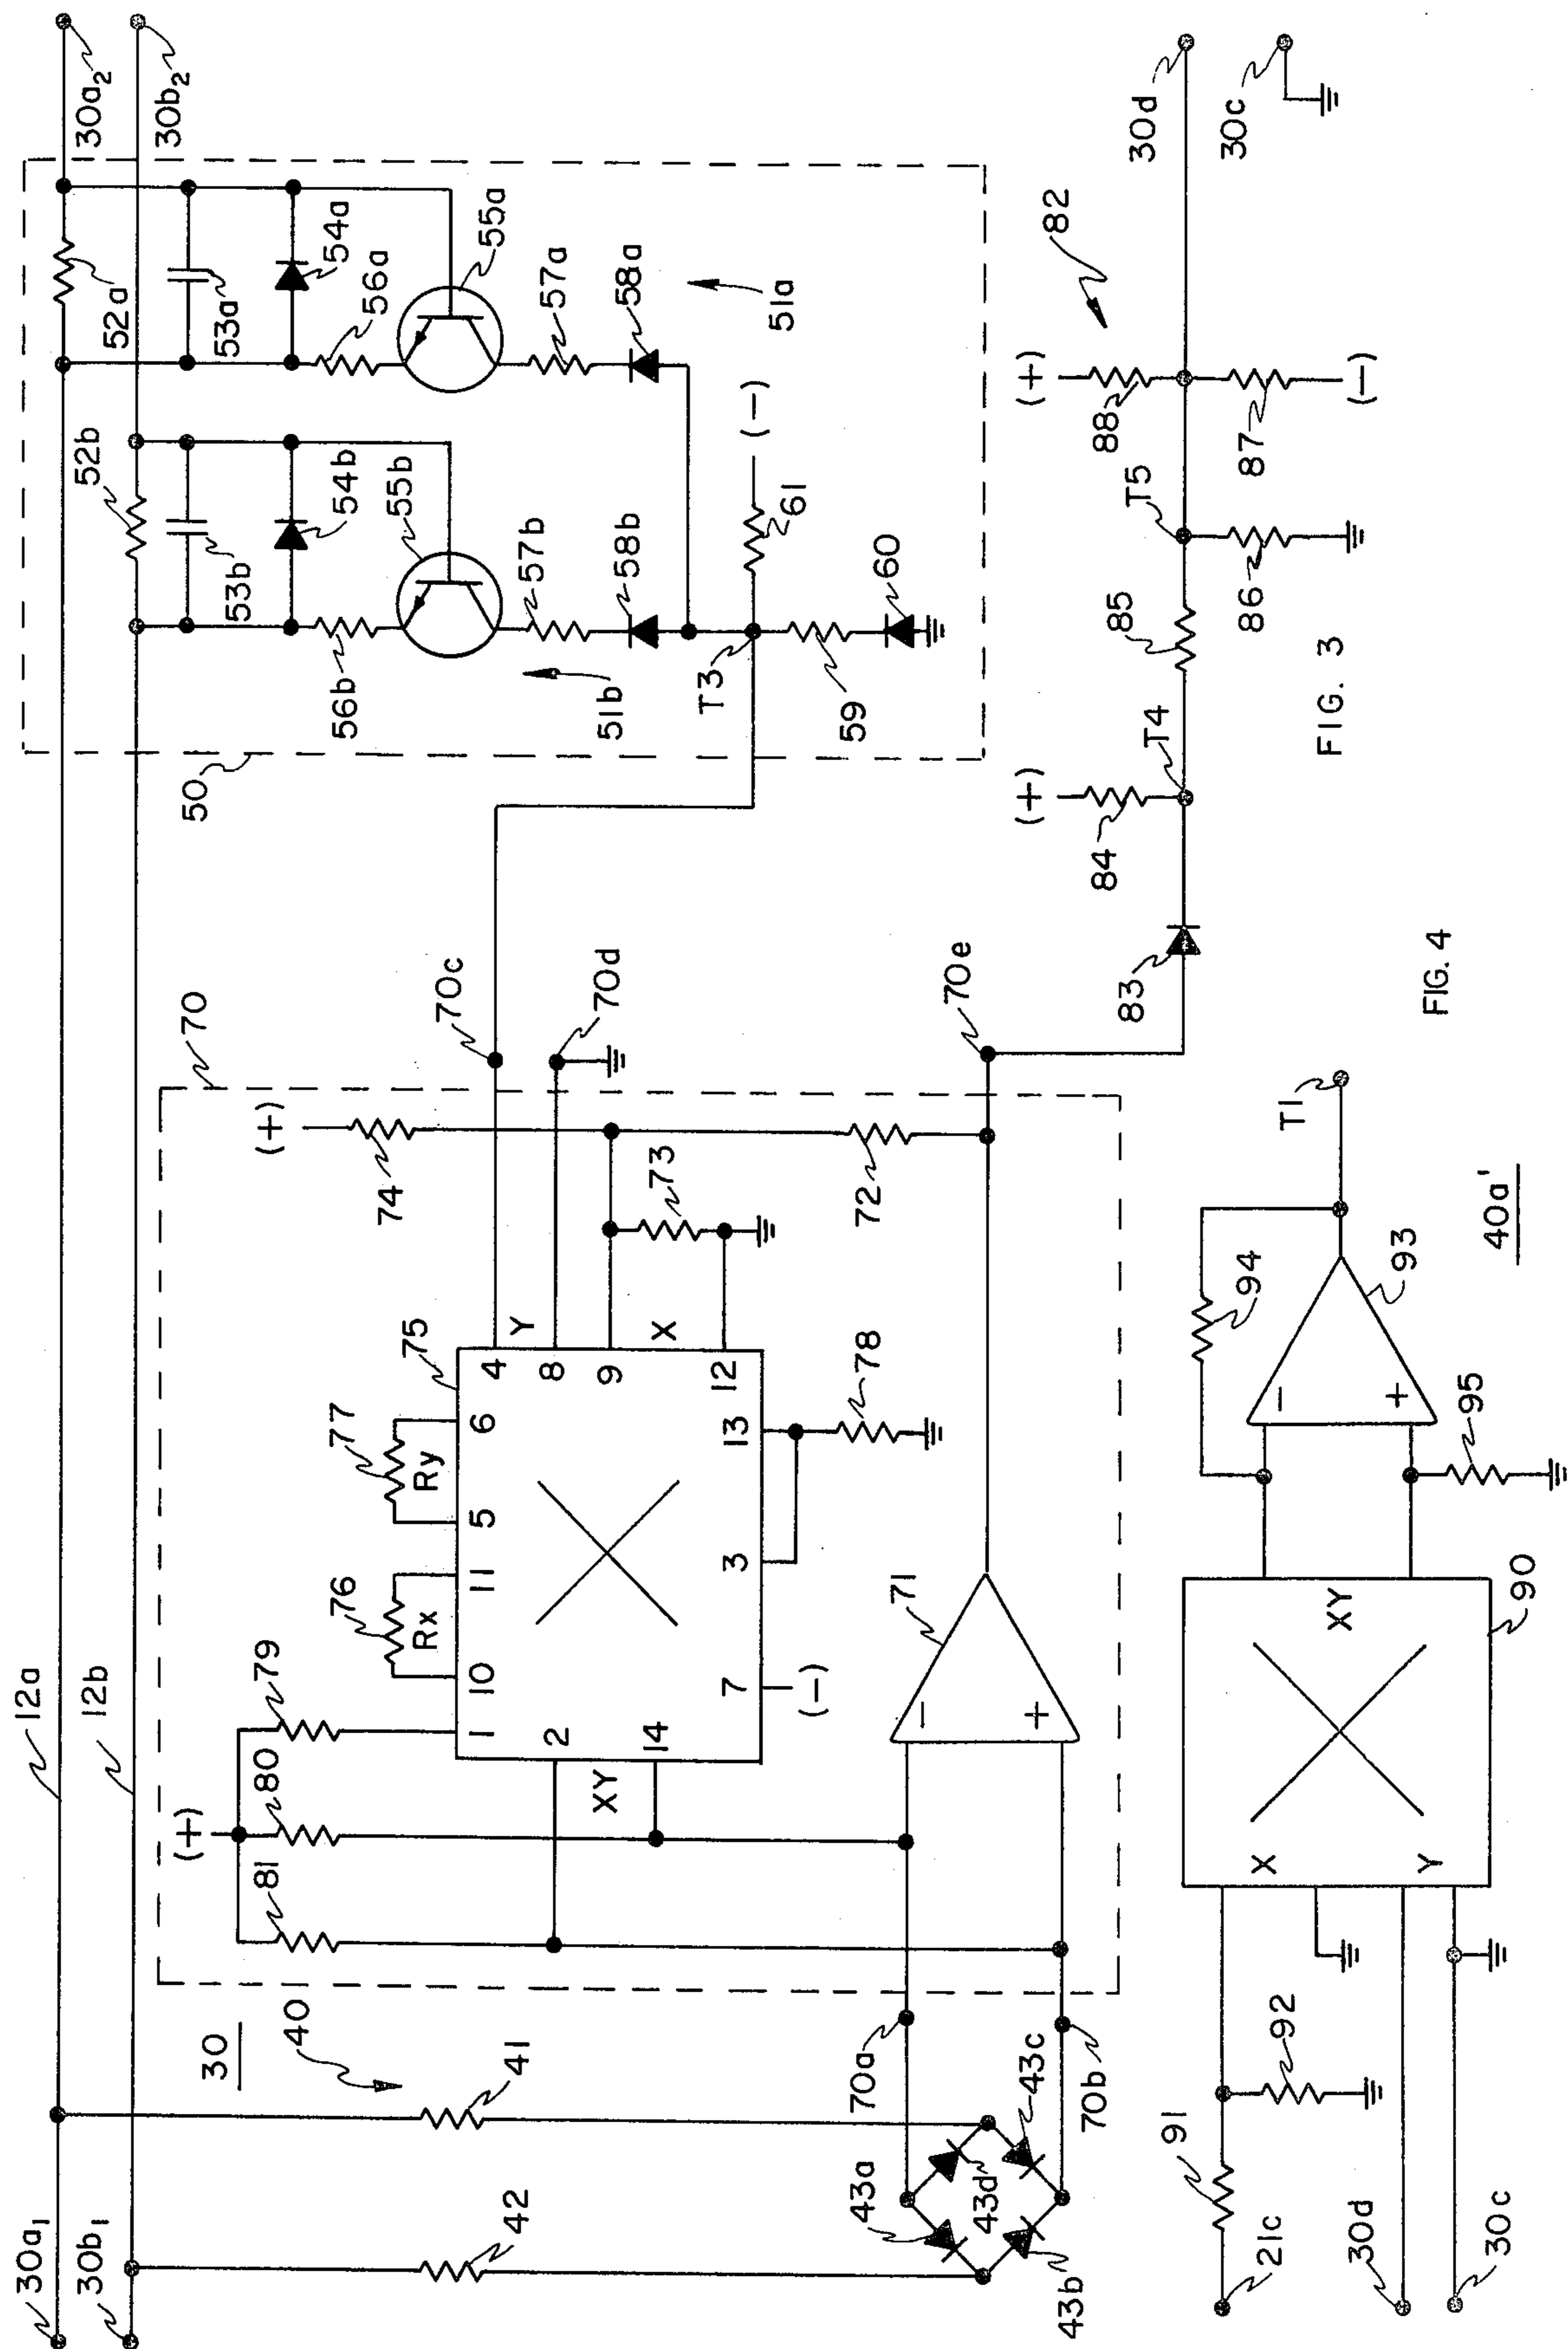 30a1
12a
52a
30a2
30b1
12b
52b
30b2
50
53b
53a
54b
54a
56b
56a
55b
55a
57b
57a
58b
58a
51b
51a
T3
61
(-)
59
60
30
40
41
42
43a
43d
43b
43c
70a
70b
70
(+)
81
80
79
76
Rx
77
Ry
75
1
10
11
5
6
4
2
14
XY
7
3
13
12
8
9
Y
X
(-)
78
74
(+)
73
72
71
-
+
70c
70d
70e
83
84
(+)
T4
85
T5
86
88
(+)
87
(-)
82
30d
30c
FIG. 3
21c
91
92
30d
30c
X
Y
XY
90
-
+
93
94
95
T1
40a'
FIG. 4